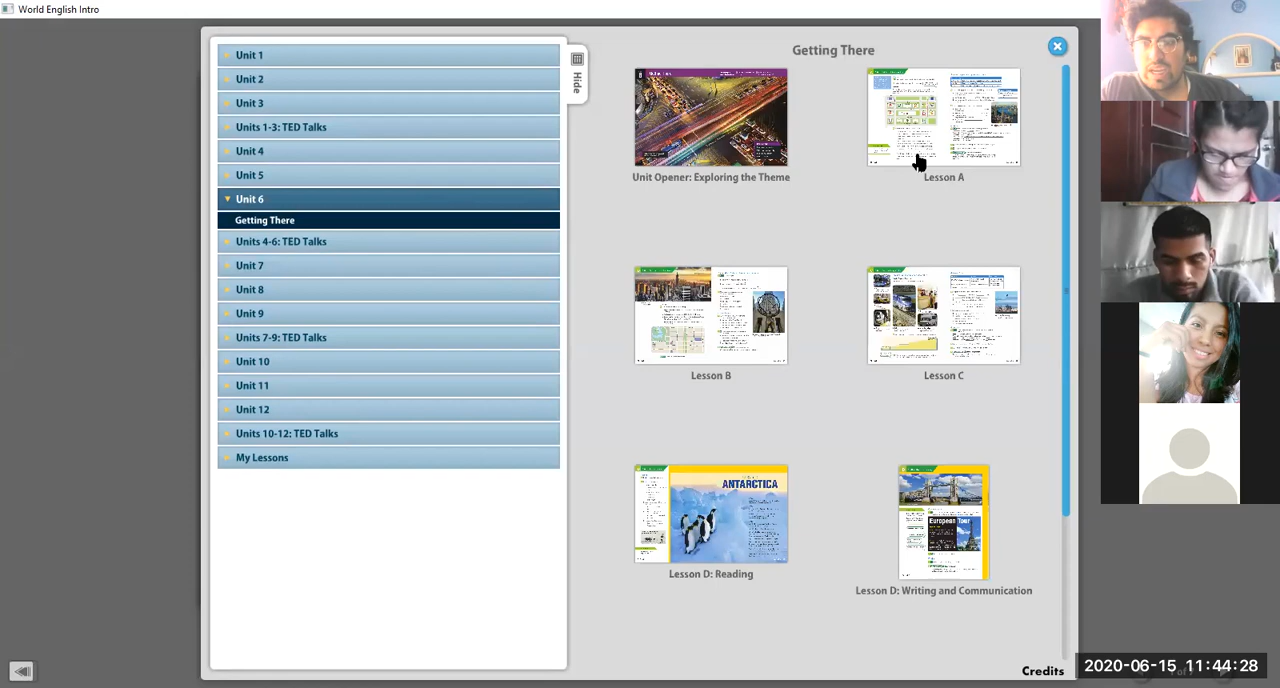 World English Intro
Unit 1
Unit 2
Unit 3
Units 1-3: TED Talks
Unit 4
Unit 5
Unit 6
Getting There
Units 4-6: TED Talks
Unit 7
Unit 8
Unit 9
Units 7-9: TED Talks
Unit 10
Unit 11
Unit 12
Units 10-12: TED Talks
My Lessons
Hide
Getting There
Unit Opener: Exploring the Theme
Lesson A
Lesson B
Lesson C
ANTARCTICA
European Tour
Lesson D: Reading
Lesson D: Writing and Communication
Credits
2020-06-15 11:44:28